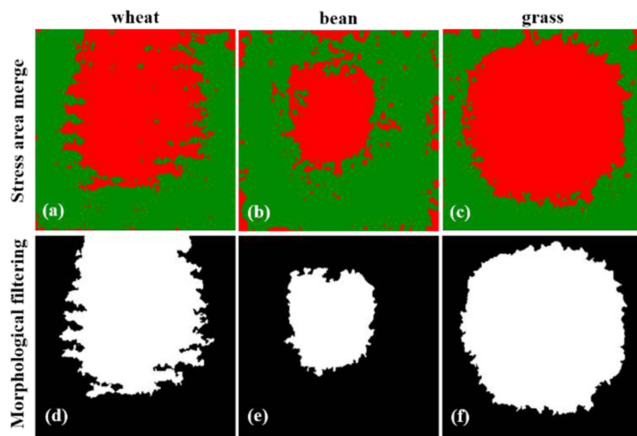 wheat bean grass
Stress area merge
(a) (b) (c)
Morphological filtering
(d) (e) (f)